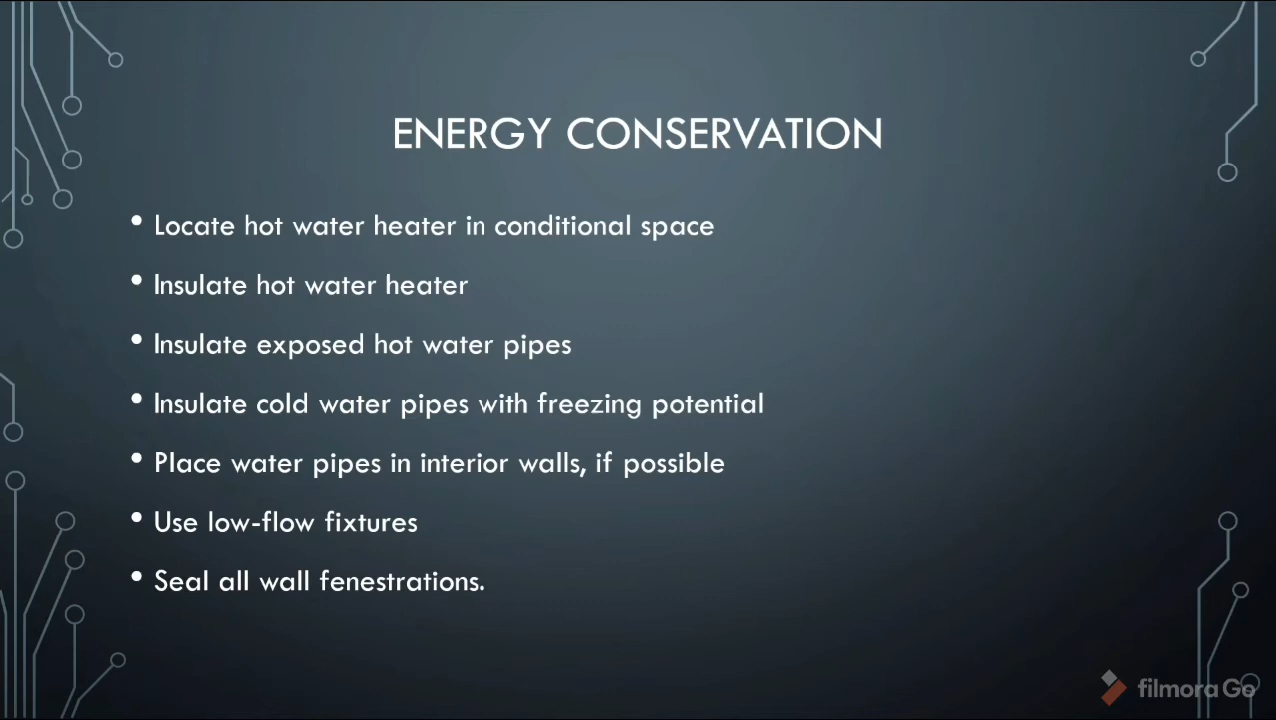 ENERGY CONSERVATION
• Locate hot water heater in conditional space
• Insulate hot water heater
• Insulate exposed hot water pipes
• Insulate cold water pipes with freezing potential
• Place water pipes in interior walls, if possible
• Use low-flow fixtures
• Seal all wall fenestrations.
filmora Go